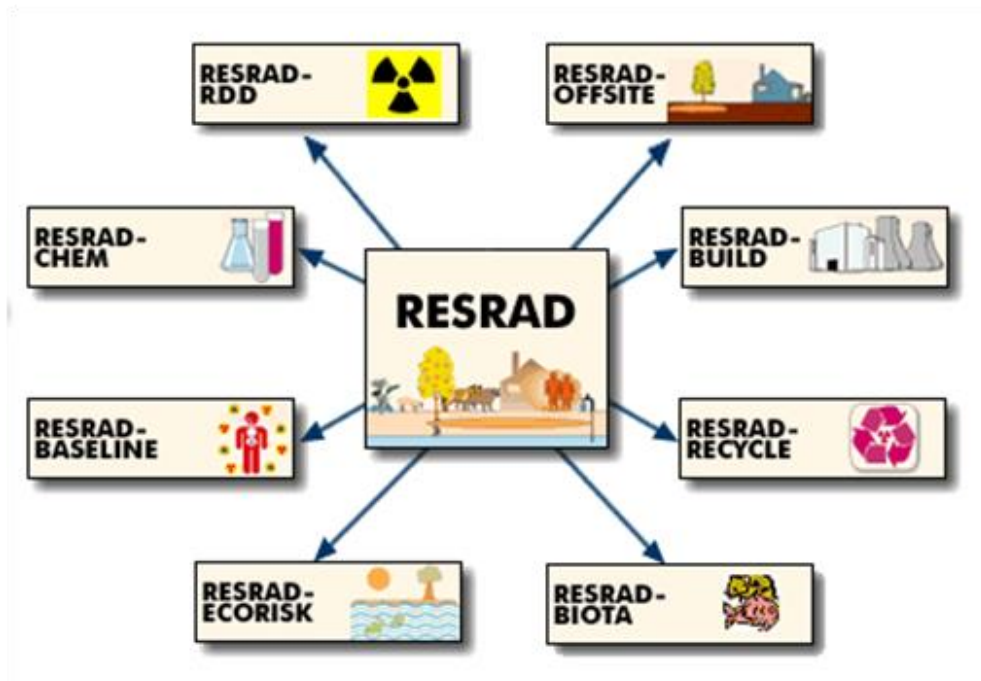 RESRAD-
RDD
RESRAD-
OFFSITE
RESRAD-
CHEM
RESRAD-
BUILD
RESRAD
RESRAD-
BASELINE
RESRAD-
RECYCLE
RESRAD-
ECORISK
RESRAD-
BIOTA